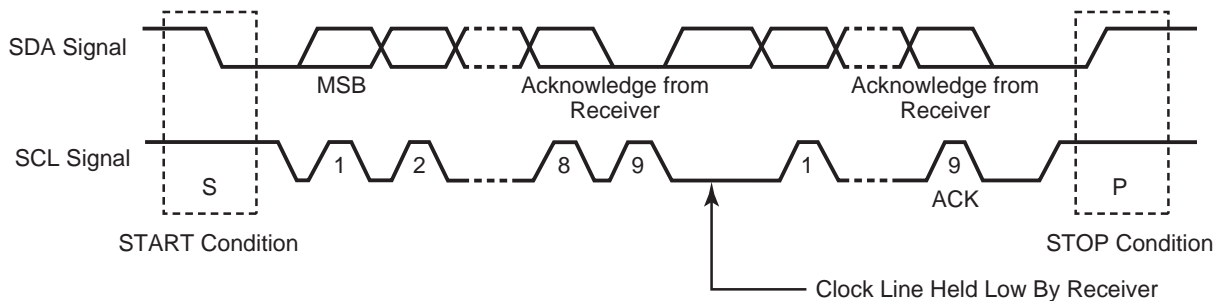 SDA Signal
MSB
Acknowledge from
Receiver
Acknowledge from
Receiver
SCL Signal
S
1
2
8
9
1
9
ACK
P
START Condition
STOP Condition
Clock Line Held Low By Receiver